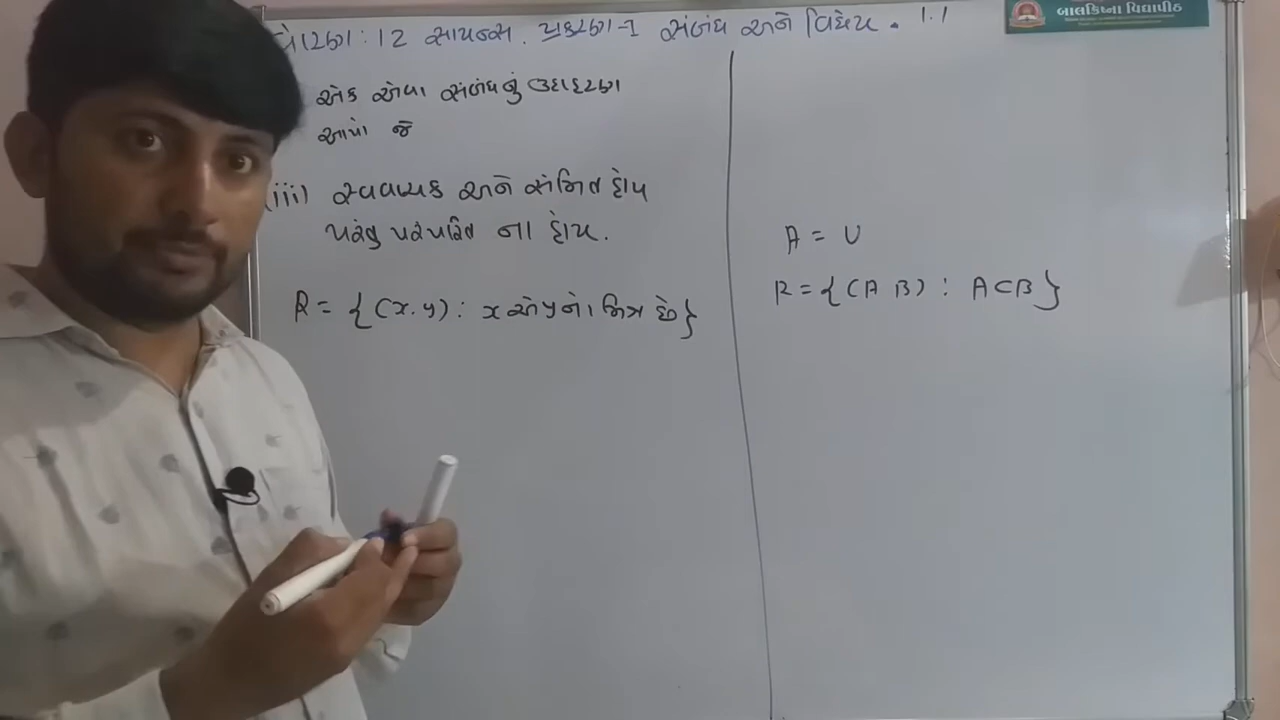 ધોરણ : 12 સાયન્સ. પ્રકરણ-1 સંબંધ અને વિધેય. 1.1
બાલક્રિષ્ના વિદ્યાપીઠ
એક એવા સંબંધનું ઉદાહરણ
આપો જે
(iii) સ્વવાચક અને સંમિત હોય
પરંતુ પરંપરિત ના હોય.
R = {(x.y) : x એ y નો મિત્ર છે}
A = U
R = {(A B) : A⊂B}